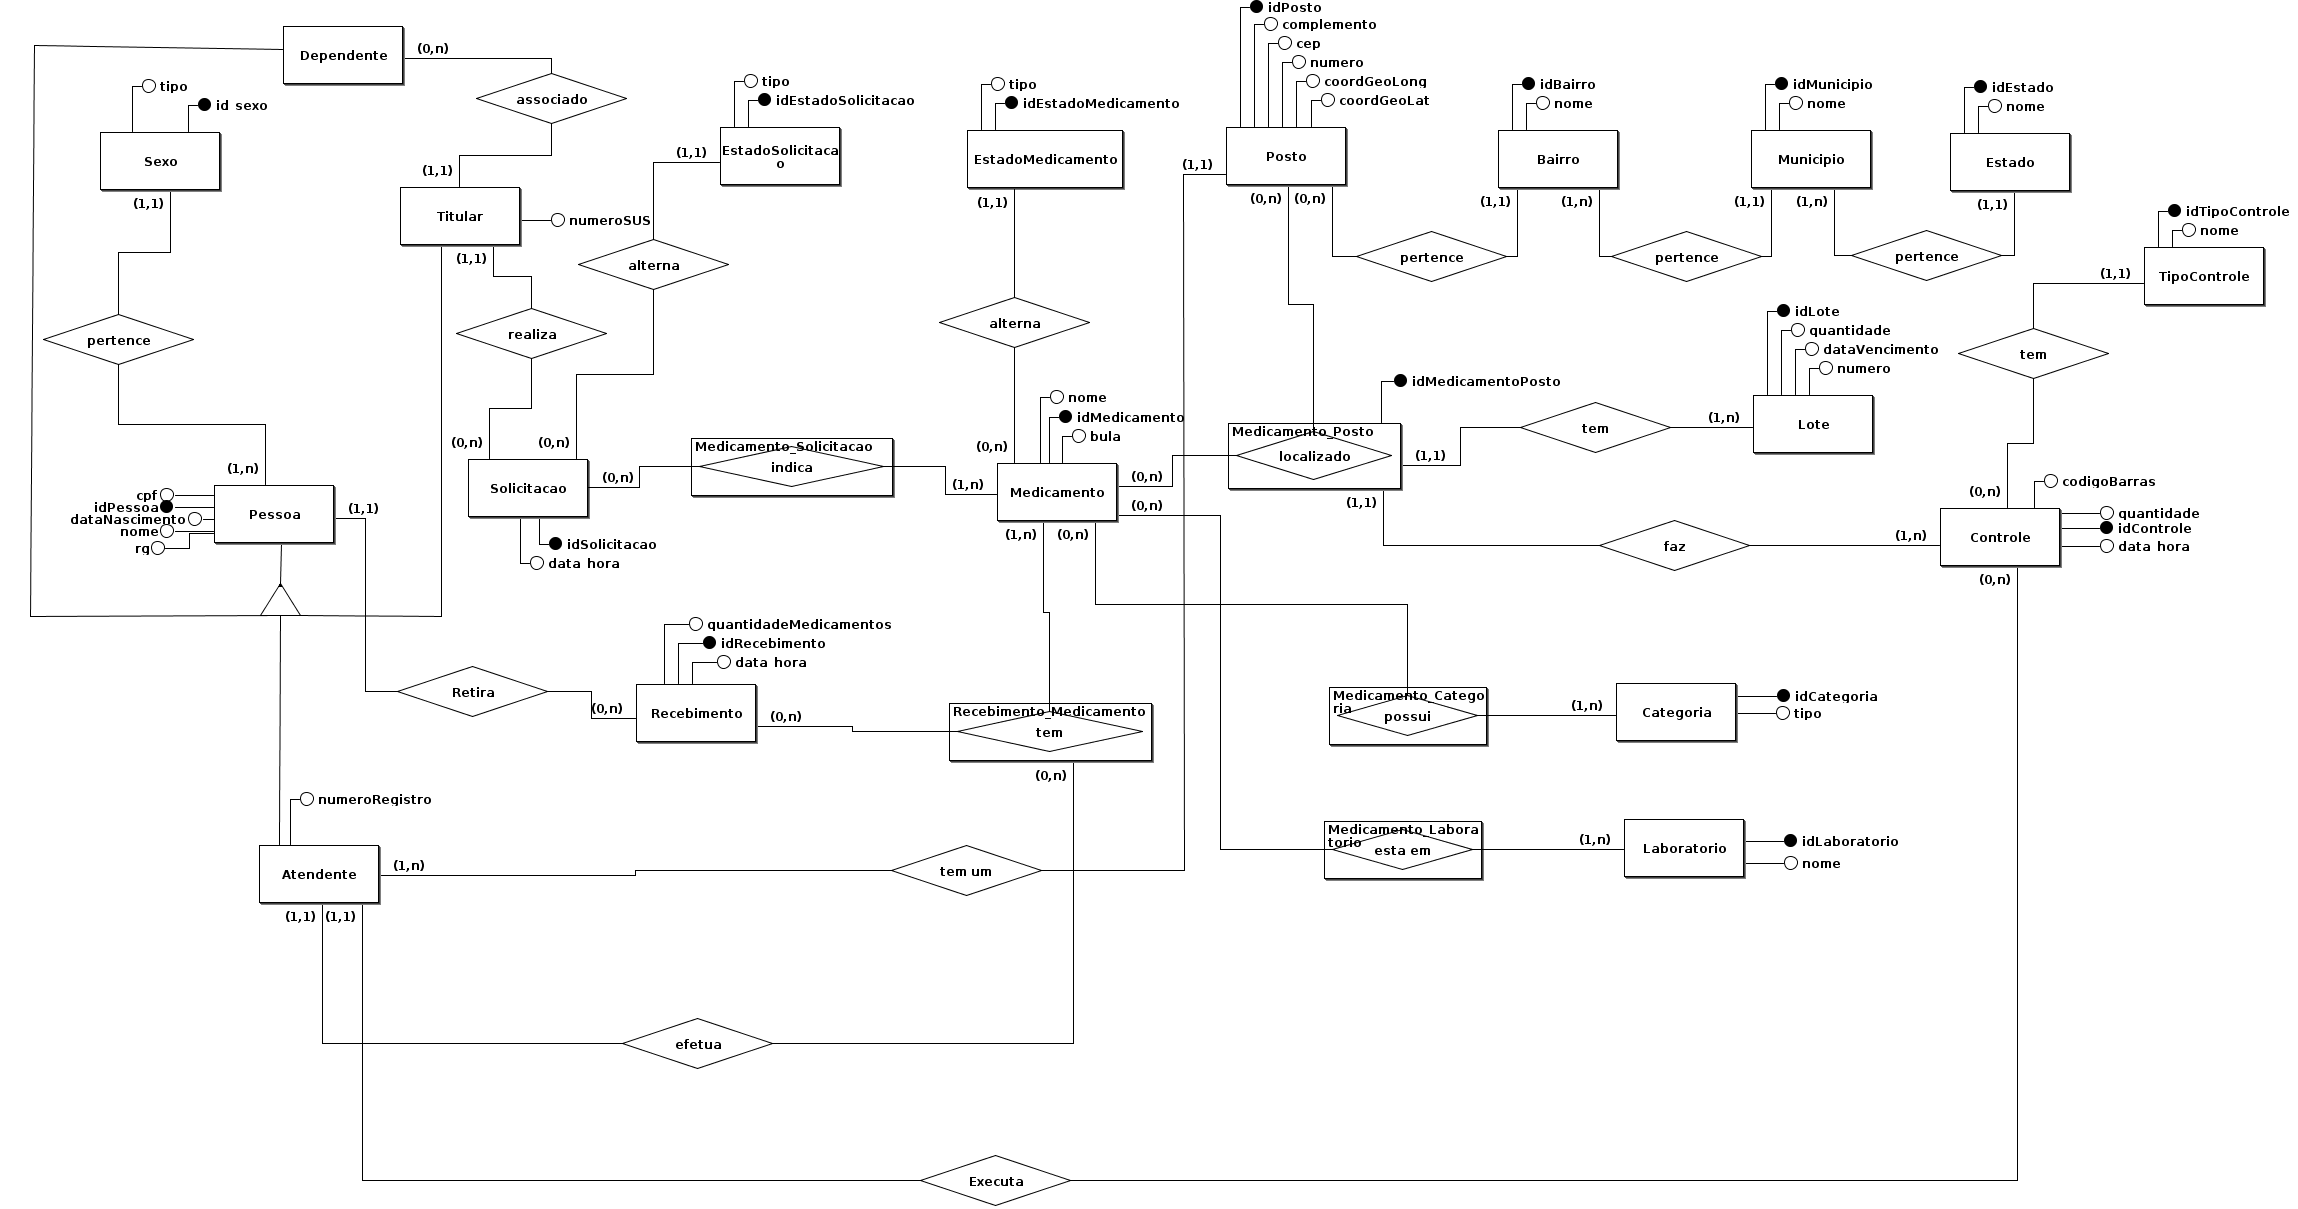 idPosto
complemento
cep
numero
coordGeoLong
coordGeoLat
Posto
Dependente
(0,n)
associado
tipo
id sexo
Sexo
(1,1)
(1,1)
Titular
numeroSUS
(1,1)
tipo
idEstadoSolicitacao
EstadoSolicitaca
o
(1,1)
alterna
tipo
idEstadoMedicamento
EstadoMedicamento
(1,1)
alterna
(1,1)
(0,n)
(0,n)
idBairro
nome
Bairro
(1,1)
(1,n)
pertence
idMunicipio
nome
Municipio
(1,1)
(1,n)
pertence
idEstado
nome
Estado
(1,1)
pertence
idTipoControle
nome
TipoControle
(1,1)
tem
realiza
pertence
idLote
quantidade
dataVencimento
numero
Lote
(1,n)
tem
(1,1)
idMedicamentoPosto
Medicamento_Posto
localizado
(1,1)
nome
idMedicamento
bula
Medicamento
(0,n)
(1,n)
(0,n)
(0,n)
(1,n)
(0,n)
Medicamento_Solicitacao
indica
(0,n)
(0,n)
(0,n)
Solicitacao
idSolicitacao
data hora
(1,n)
cpf
idPessoa
dataNascimento
nome
rg
Pessoa
(1,1)
(0,n)
codigoBarras
quantidade
idControle
data hora
Controle
(1,n)
(0,n)
faz
quantidadeMedicamentos
idRecebimento
data hora
Recebimento
Retira
(0,n)
(0,n)
Recebimento_Medicamento
tem
(0,n)
Medicamento_Catego
ria
possui
(1,n)
Categoria
idCategoria
tipo
numeroRegistro
Atendente
(1,n)
(1,1)
(1,1)
tem um
Medicamento_Labora
torio
esta em
(1,n)
Laboratorio
idLaboratorio
nome
efetua
Executa